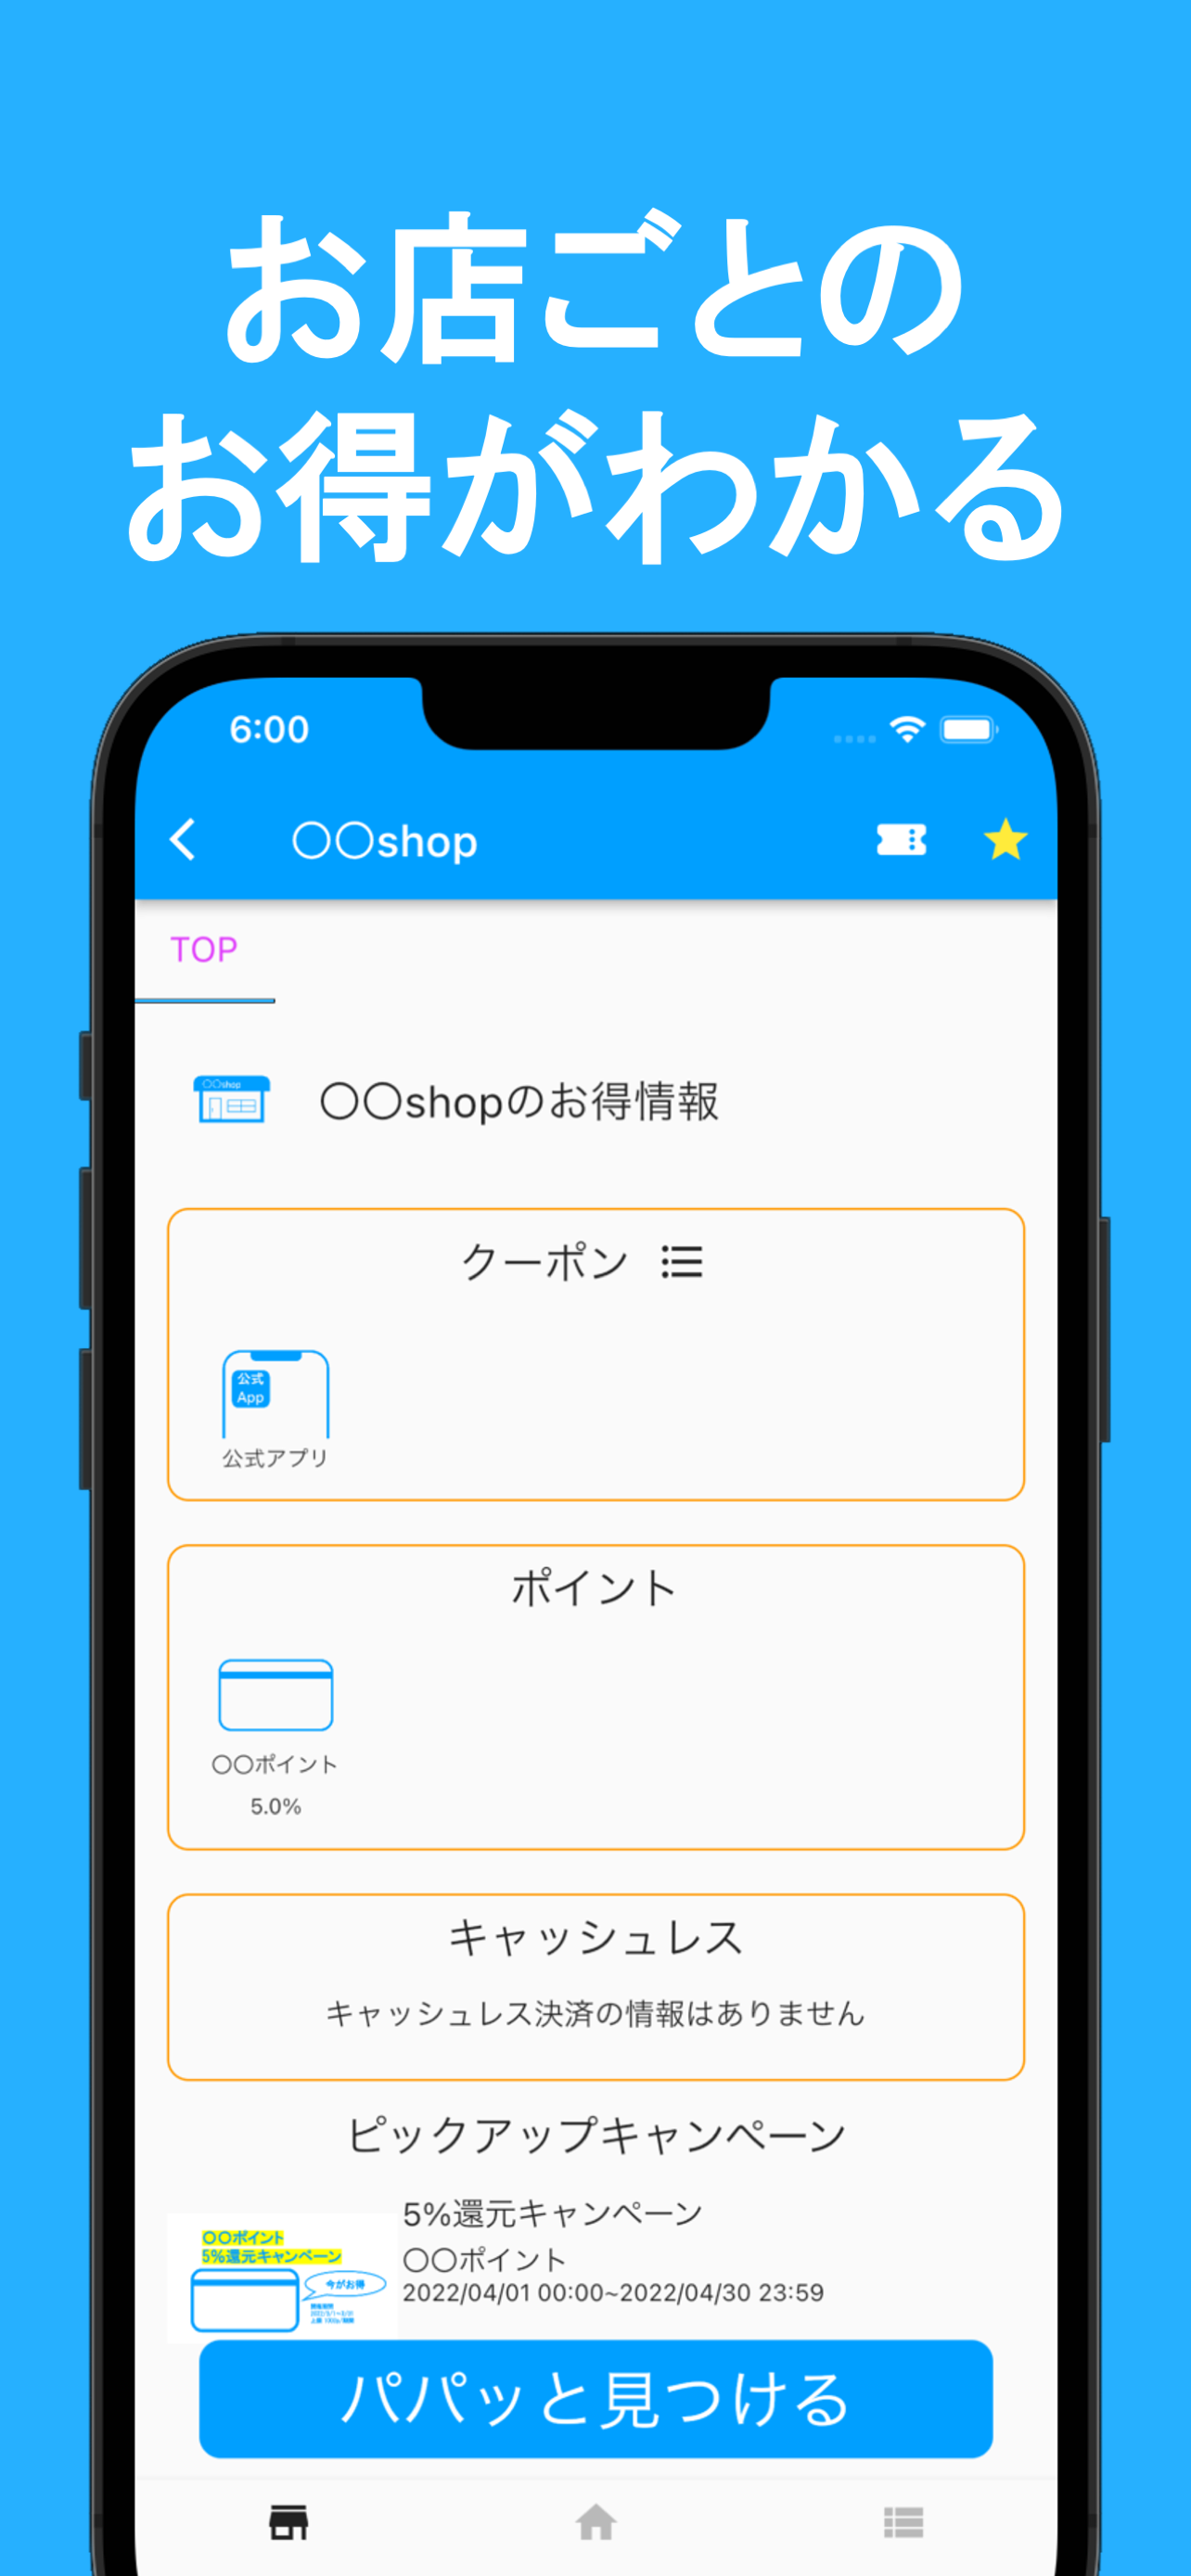 お店ごとの
お得がわかる
6:00
〇〇shop
TOP
〇〇shop
〇〇shopのお得情報
クーポン
公式
App
公式アプリ
ポイント
〇〇ポイント
5.0%
キャッシュレス
キャッシュレス決済の情報はありません
ピックアップキャンペーン
5%還元キャンペーン
〇〇ポイント
2022/04/01 00:00~2022/04/30 23:59
〇〇ポイント
5%還元キャンペーン
今がお得
パパッと見つける